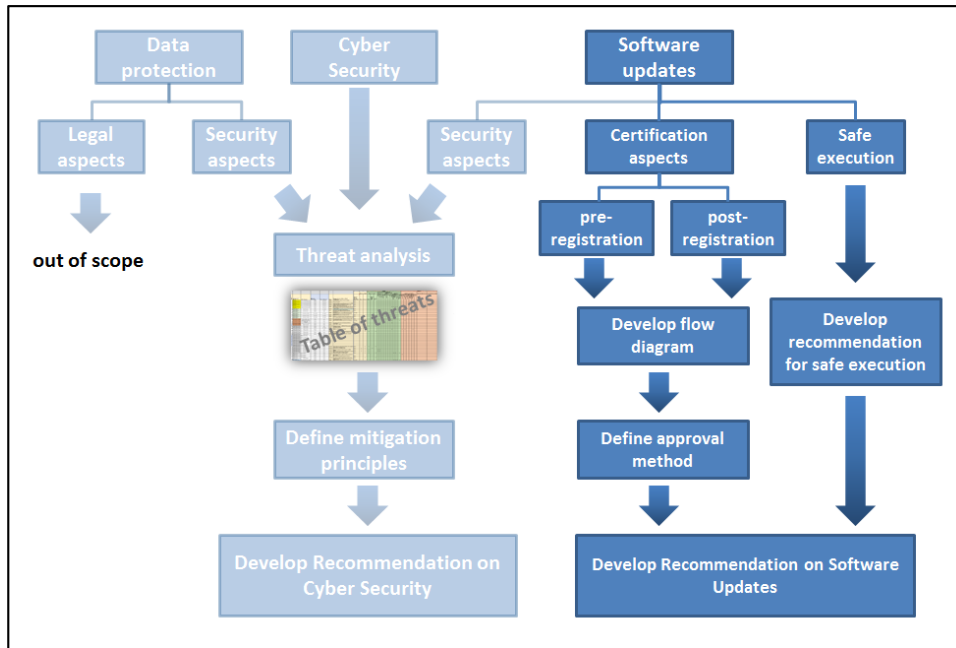 Data
protection
Cyber
Security
Software
updates
Legal
aspects
Security
aspects
Security
aspects
Certification
aspects
Safe
execution
pre-
registration
post-
registration
out of scope
Threat analysis
Table of threats
Develop flow
diagram
Develop
recommendation
for safe execution
Define mitigation
principles
Define approval
method
Develop Recommendation on
Cyber Security
Develop Recommendation on Software
Updates